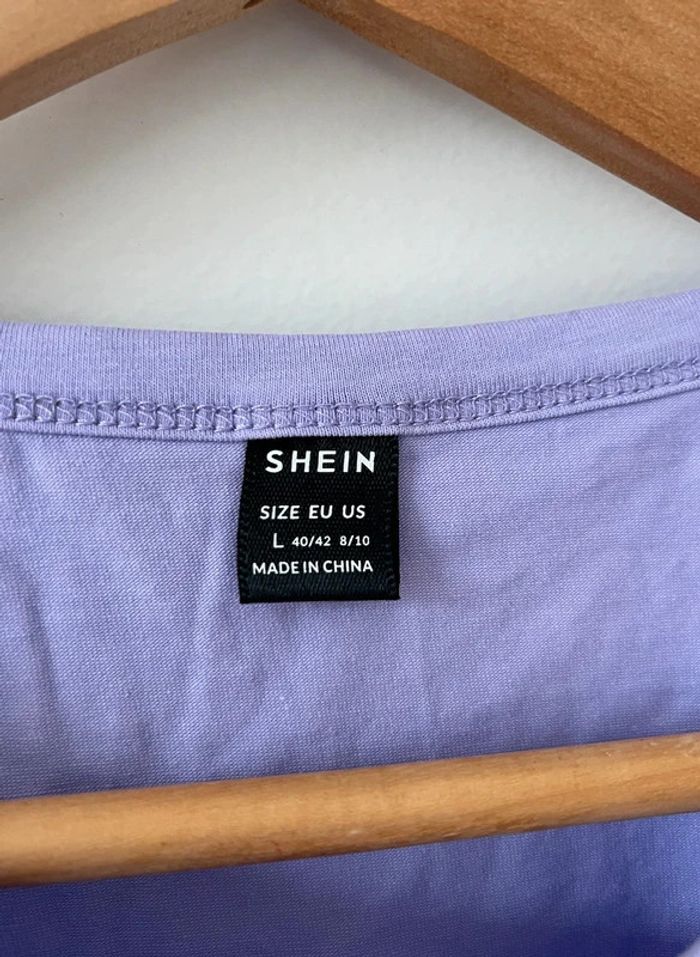 SHEIN
SIZE EU US
L 40/42 8/10
MADE IN CHINA